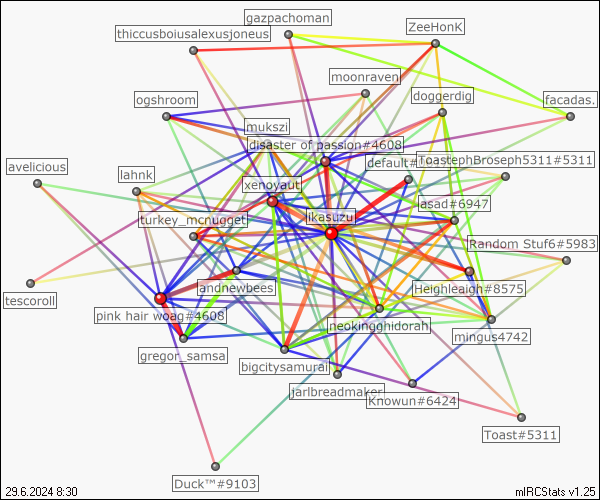 gazpachoman
thiccusboiusalexusjoneus
ZeeHonK
moonraven
ogshroom
doggerdig
facadas.
mukszi
disaster of passion#4608
default#
ToastephBroseph5311#5311
avelicious
lahnk
xenoyaut
lasad#6947
turkey_mcnugget
likasuzu
Random Stuf6#5983
tescoroll
andnewbees
Heighleigh#8575
pink hair woag#4608
neokingghidorah
mingus4742
gregor_samsa
bigcitysamurai
jarlbreadmaker
Knowun#6424
Toast#5311
Duck™#9103
29.6.2024 8:30
mIRCStats v1.25